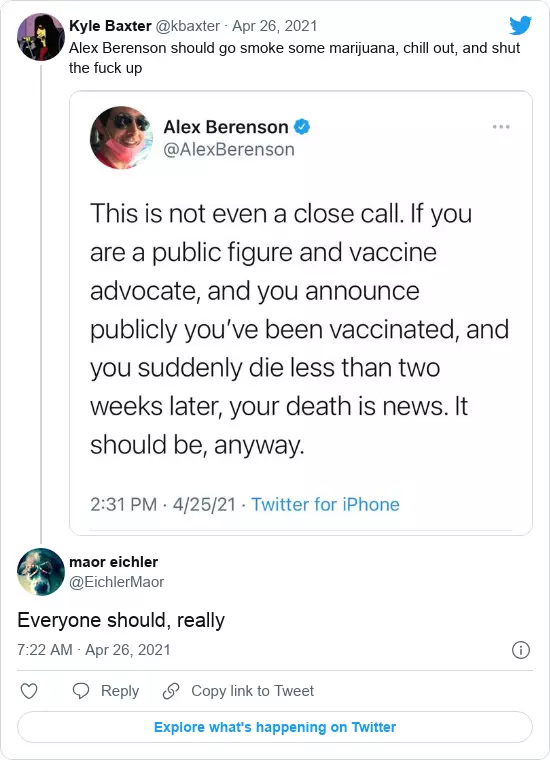 Kyle Baxter @kbaxter · Apr 26, 2021
Alex Berenson should go smoke some marijuana, chill out, and shut
the fuck up
Alex Berenson
@AlexBerenson
This is not even a close call. If you
are a public figure and vaccine
advocate, and you announce
publicly you’ve been vaccinated, and
you suddenly die less than two
weeks later, your death is news. It
should be, anyway.
2:31 PM · 4/25/21 · Twitter for iPhone
maor eichler
@EichlerMaor
Everyone should, really
7:22 AM · Apr 26, 2021
Reply Copy link to Tweet
Explore what's happening on Twitter